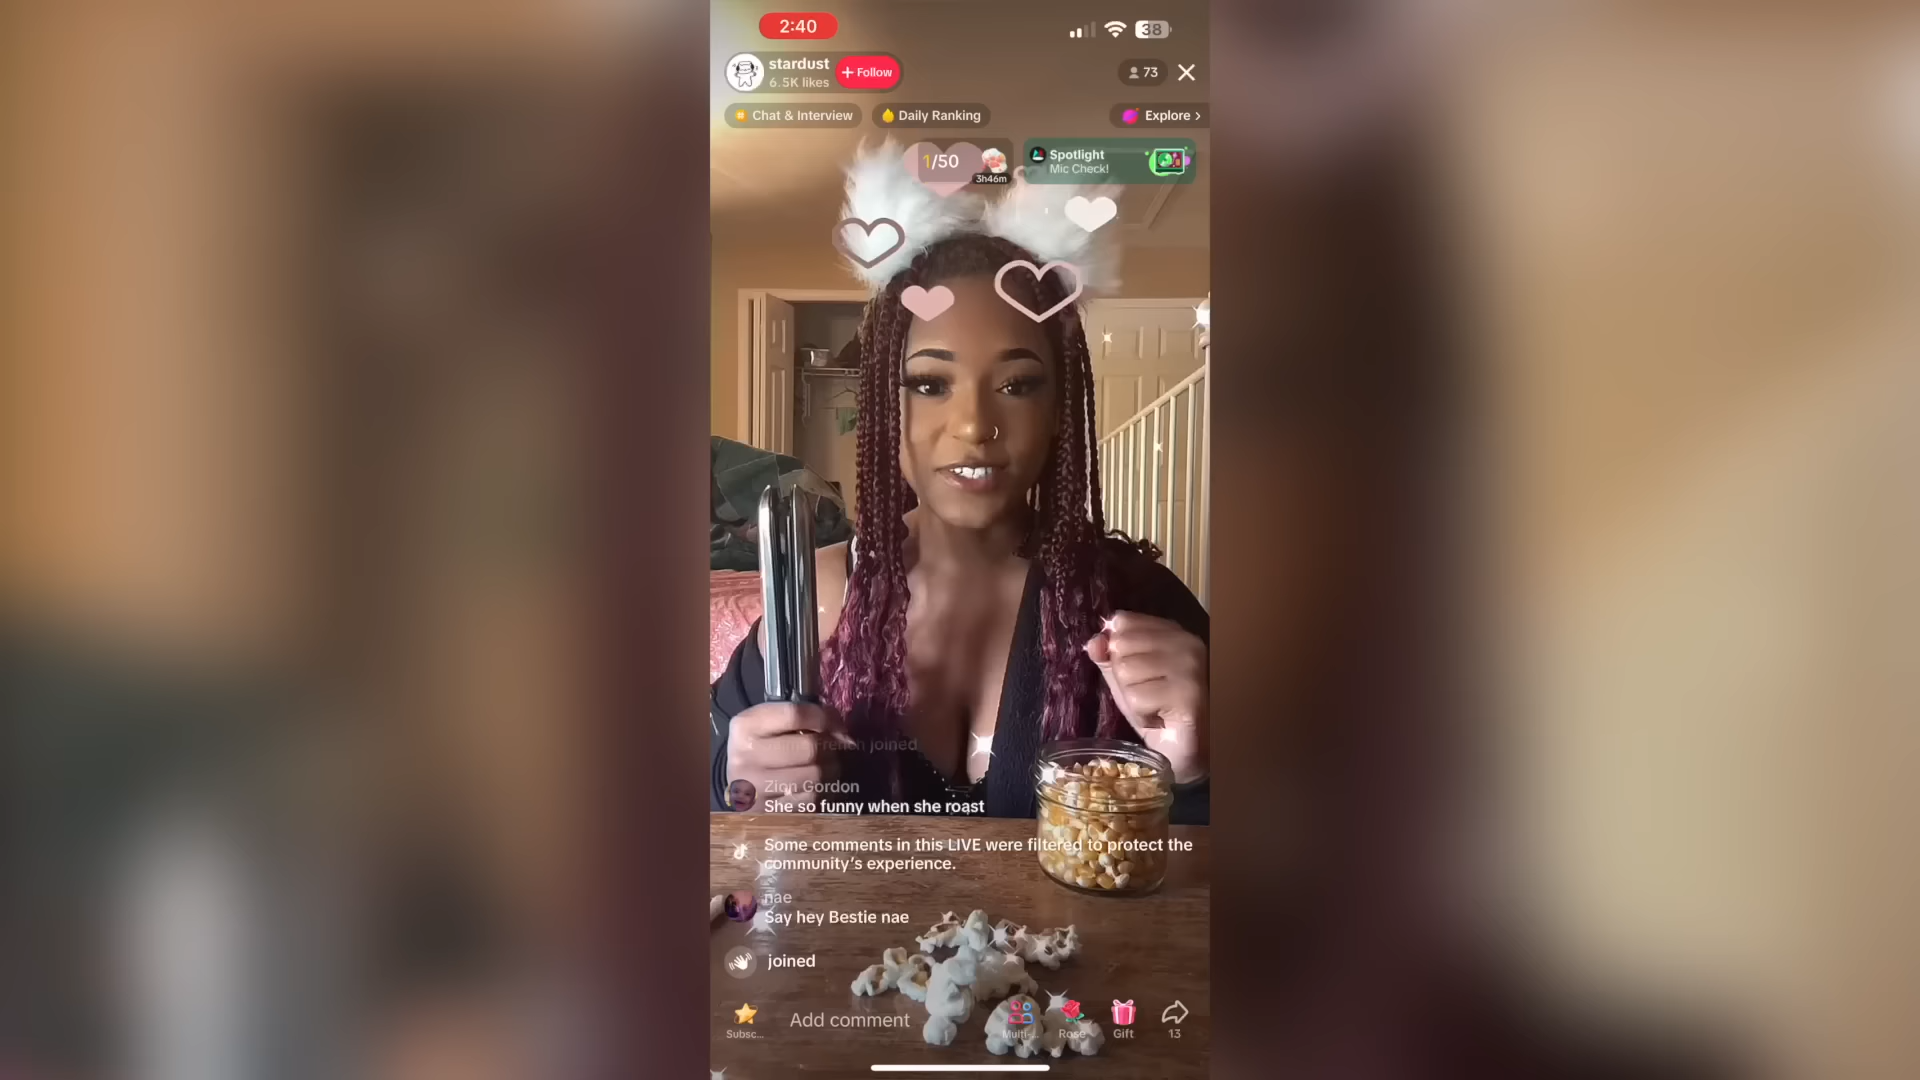 2:40
38
stardust
6.5K likes
+ Follow
73
Chat & Interview
Daily Ranking
Explore >
1/50
3h46m
Spotlight
Mic Check!
French joined
Zion Gordon
She so funny when she roast
Some comments in this LIVE were filtered to protect the
community's experience.
nae
Say hey Bestie nae
joined
Subsc...
Add comment
Multi-...
Rose
Gift
13